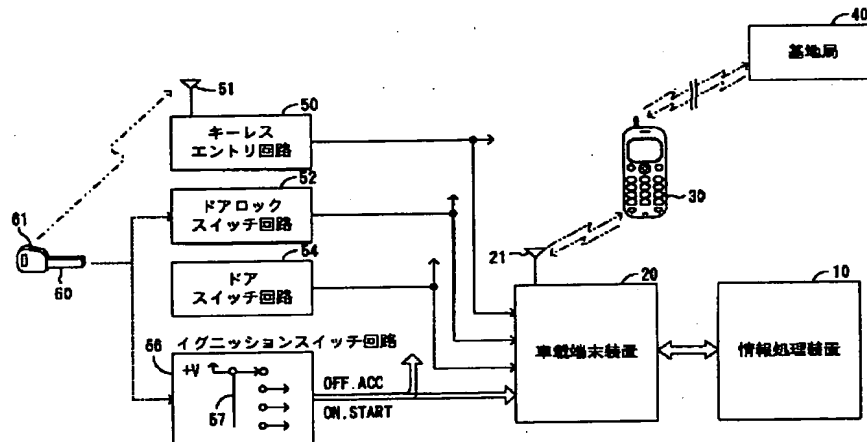 40
基地局
51
50
キーレス
エントリ回路
52
ドアロック
スイッチ回路
30
61
60
54
ドア
スイッチ回路
21
20
車載端末装置
10
情報処理装置
イグニッションスイッチ回路
56
+V
57
OFF.ACC
ON.START